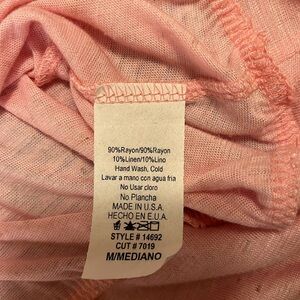 90%Rayon/90%Rayon
10%Linen/10%Lino
Hand Wash, Cold
Lavar a mano con agua fria
No Usar cloro
No Plancha
MADE IN U.S.A.
HECHO EN E.U.A.
STYLE # 14692
CUT # 7019
M/MEDIANO